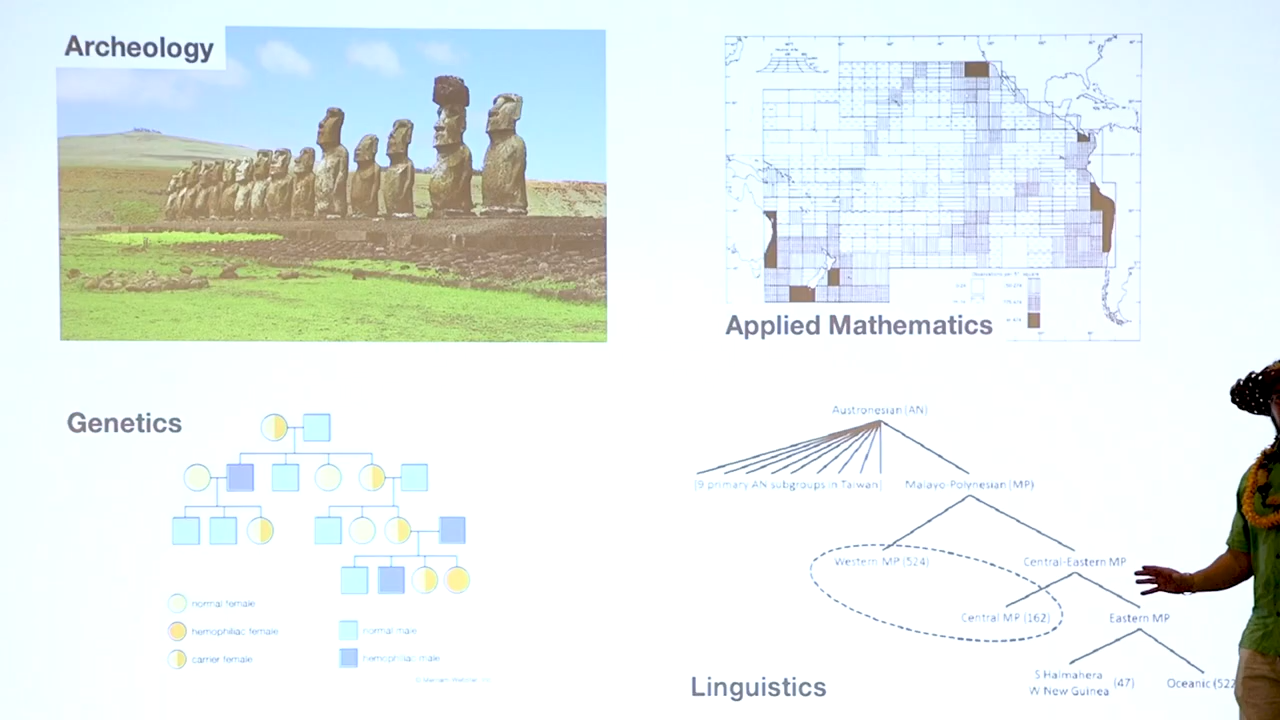 Archeology
Applied Mathematics
Genetics
normal female
hemophiliac female
carrier female
normal male
hemophiliac male
Austronesian (AN)
[9 primary AN subgroups in Taiwan]
Malayo-Polynesian (MP)
Western MP (524)
Central-Eastern MP
Central MP (162)
Eastern MP
S Halmahera
W New Guinea (47)
Oceanic (522
Linguistics